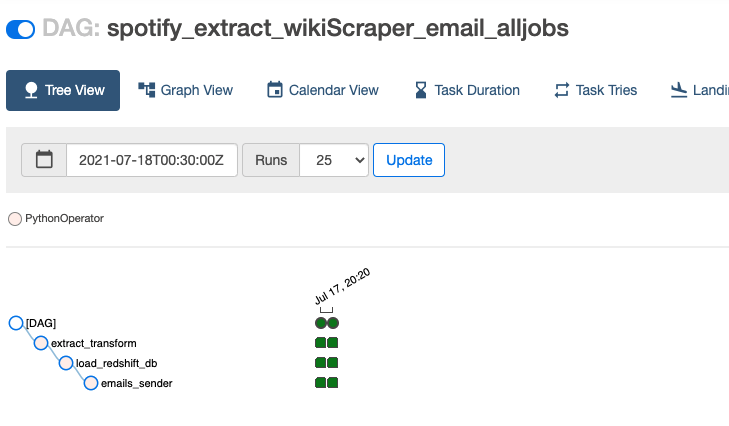 DAG: spotify_extract_wikiScraper_email_alljobs
Tree View Graph View Calendar View Task Duration Task Tries Landi
2021-07-18T00:30:00Z Runs 25 Update
PythonOperator
Jul 17, 20:20
[DAG]
extract_transform
load_redshift_db
emails_sender